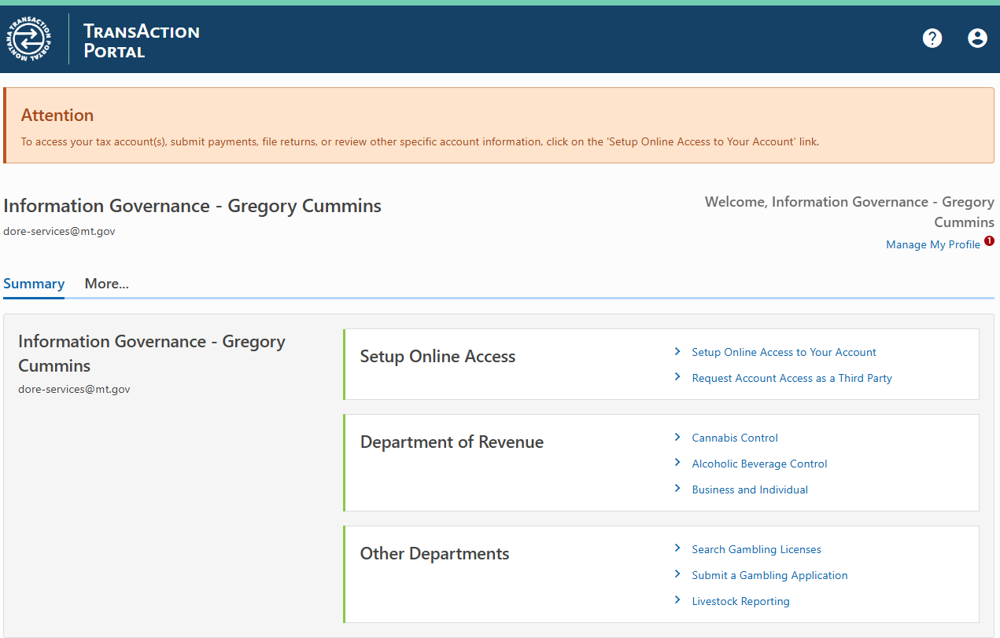 MONTANA TRANSACTION PORTAL
TRANSACTION
PORTAL
?
Attention
To access your tax account(s), submit payments, file returns, or review other specific account information, click on the 'Setup Online Access to Your Account' link.
Information Governance - Gregory Cummins
dore-services@mt.gov
Welcome, Information Governance - Gregory
Cummins
Manage My Profile 1
Summary More...
Information Governance - Gregory
Cummins
dore-services@mt.gov
Setup Online Access
Setup Online Access to Your Account
Request Account Access as a Third Party
Department of Revenue
Cannabis Control
Alcoholic Beverage Control
Business and Individual
Other Departments
Search Gambling Licenses
Submit a Gambling Application
Livestock Reporting